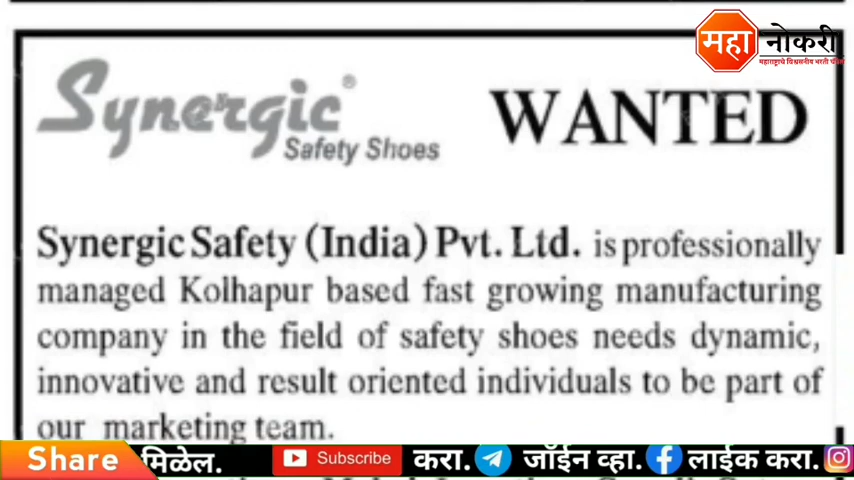 महा नोकरी
महाराष्ट्राचे विश्वसनीय भरती
Synergic®
Safety Shoes
WANTED
Synergic Safety (India) Pvt. Ltd. is professionally
managed Kolhapur based fast growing manufacturing
company in the field of safety shoes needs dynamic,
innovative and result oriented individuals to be part of
our marketing team.
Share मिळेल. Subscribe करा. जॉईन व्हा. लाईक करा.